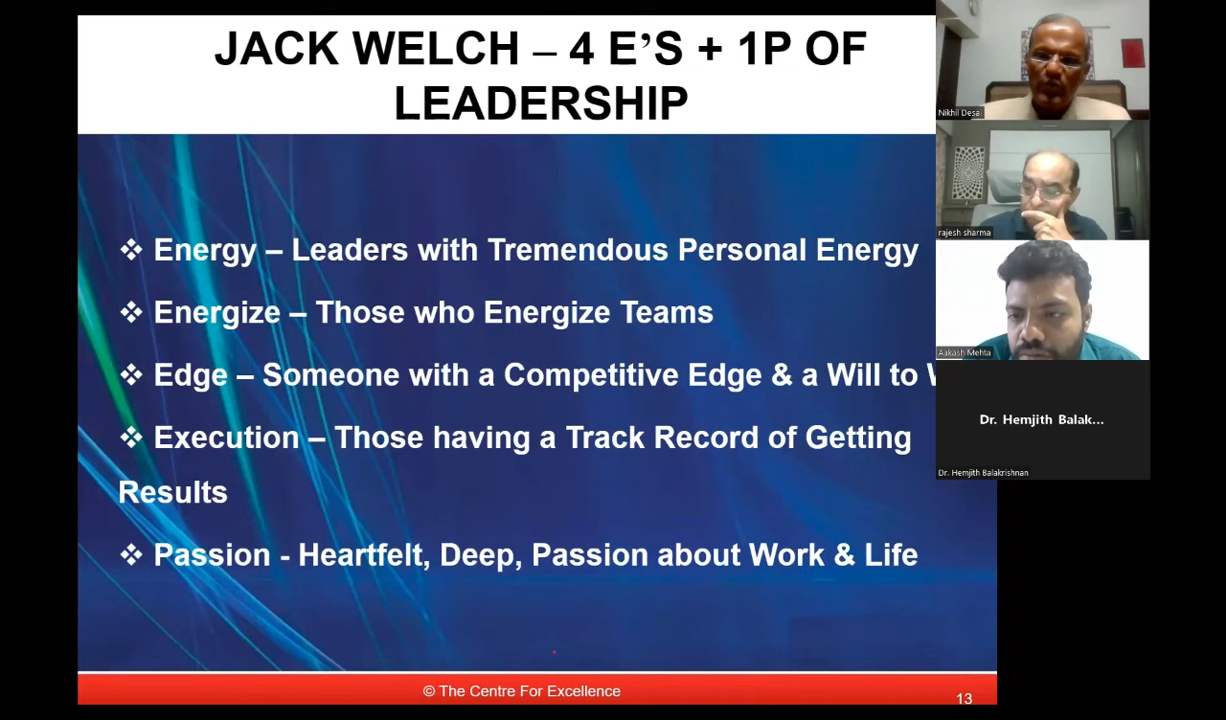 JACK WELCH – 4 E’S + 1P OF
LEADERSHIP
❖ Energy – Leaders with Tremendous Personal Energy
❖ Energize – Those who Energize Teams
❖ Edge – Someone with a Competitive Edge & a Will to
❖ Execution – Those having a Track Record of Getting
Results
❖ Passion - Heartfelt, Deep, Passion about Work & Life
© The Centre For Excellence
13
Nikhil Desai
rajesh sharma
Aakash Mehta
Dr. Hemjith Balak...
Dr. Hemjith Balakrishnan